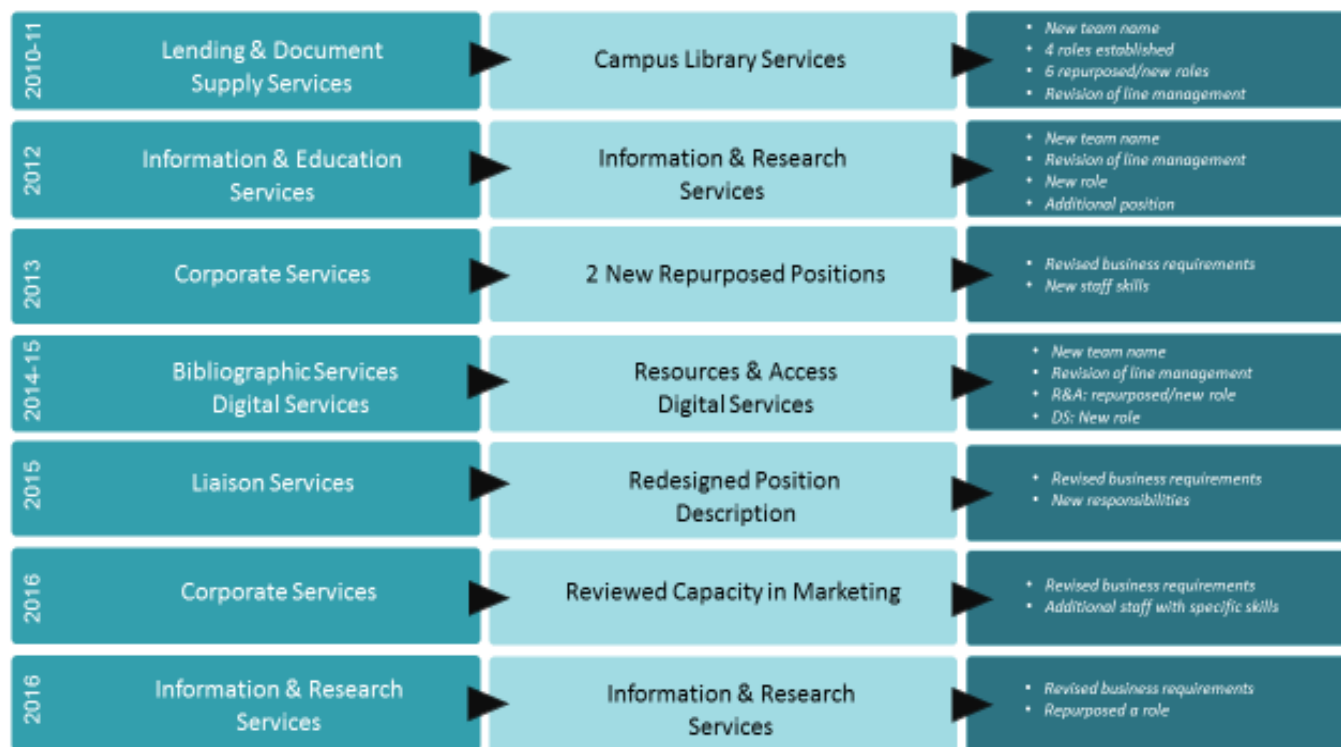 2010-11
Lending & Document
Supply Services
Campus Library Services
• New team name
• 4 roles established
• 6 repurposed/new roles
• Revision of line management
2012
Information & Education
Services
Information & Research
Services
• New team name
• Revision of line management
• New role
• Additional position
2013
Corporate Services
2 New Repurposed Positions
• Revised business requirements
• New staff skills
2014-15
Bibliographic Services
Digital Services
Resources & Access
Digital Services
• New team name
• Revision of line management
• R&A: repurposed/new role
• DS: New role
2015
Liaison Services
Redesigned Position
Description
• Revised business requirements
• New responsibilities
2016
Corporate Services
Reviewed Capacity in Marketing
• Revised business requirements
• Additional staff with specific skills
2016
Information & Research
Services
Information & Research
Services
• Revised business requirements
• Repurposed a role